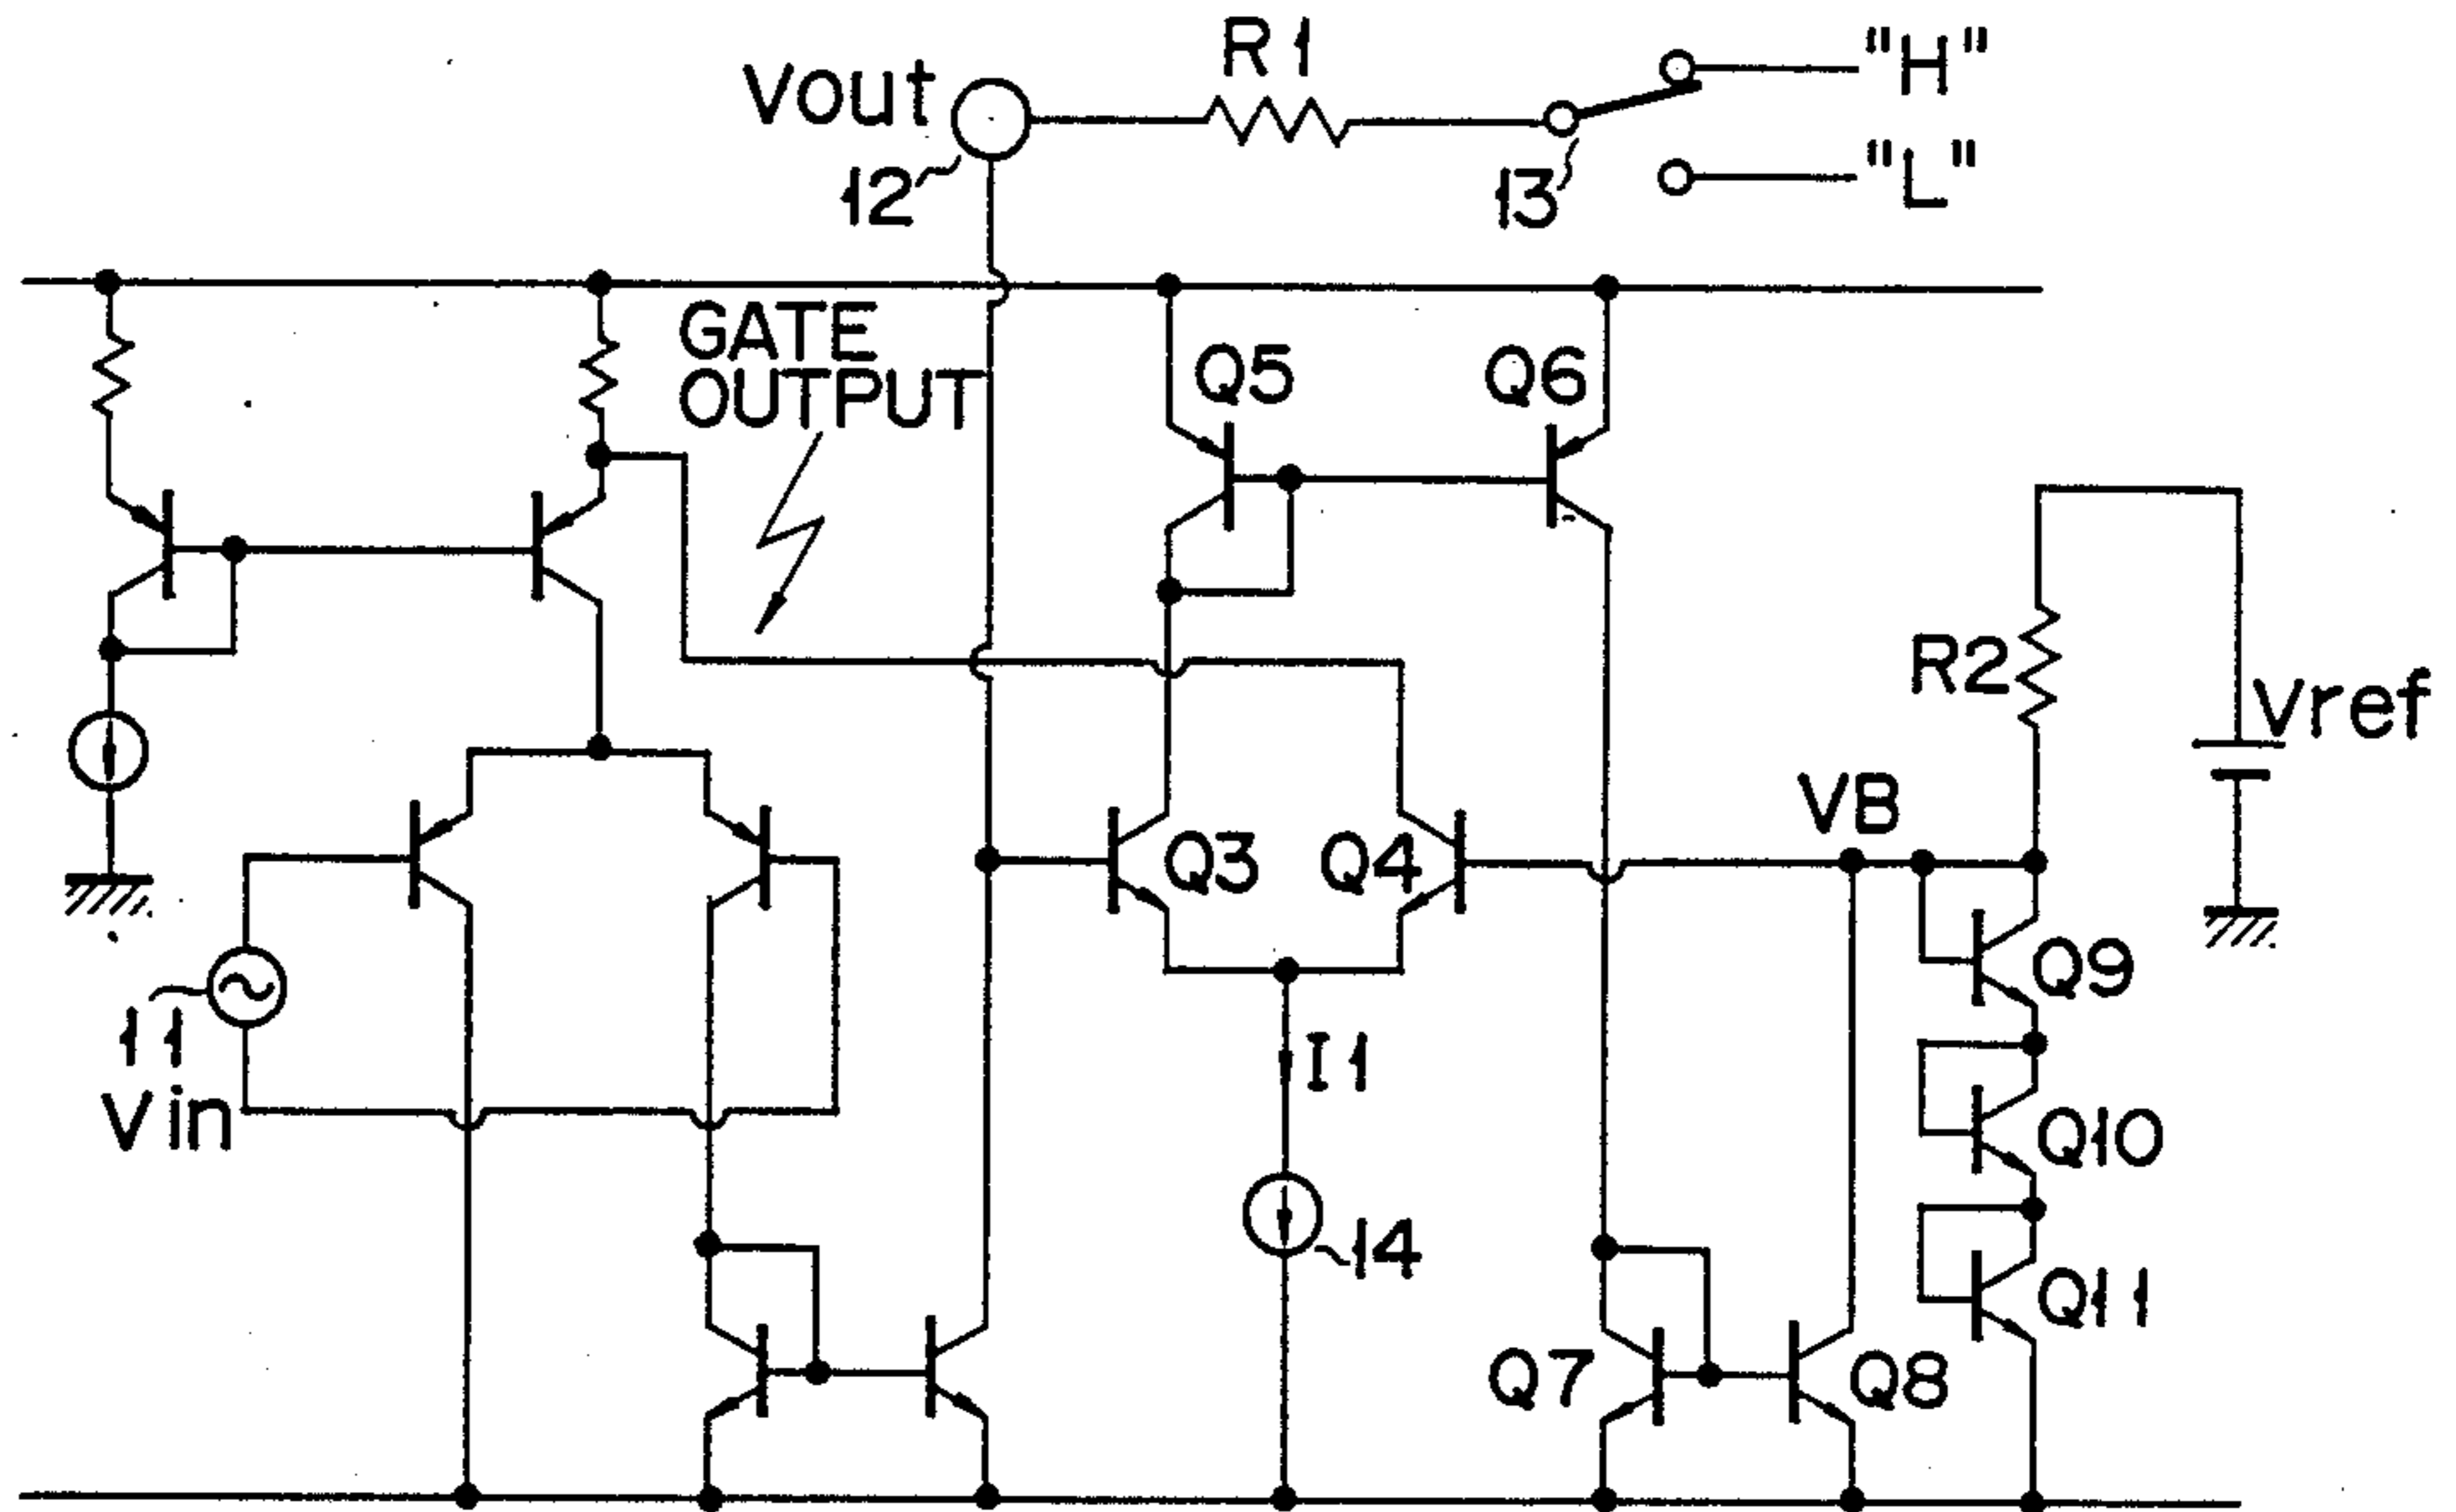 R1
"H"
Vout
12
13
"L"
GATE
OUTPUT
Q5
Q6
R2
Vref
VB
Q3
Q4
Q9
11
Vin
I1
Q10
14
Q11
Q7
Q8